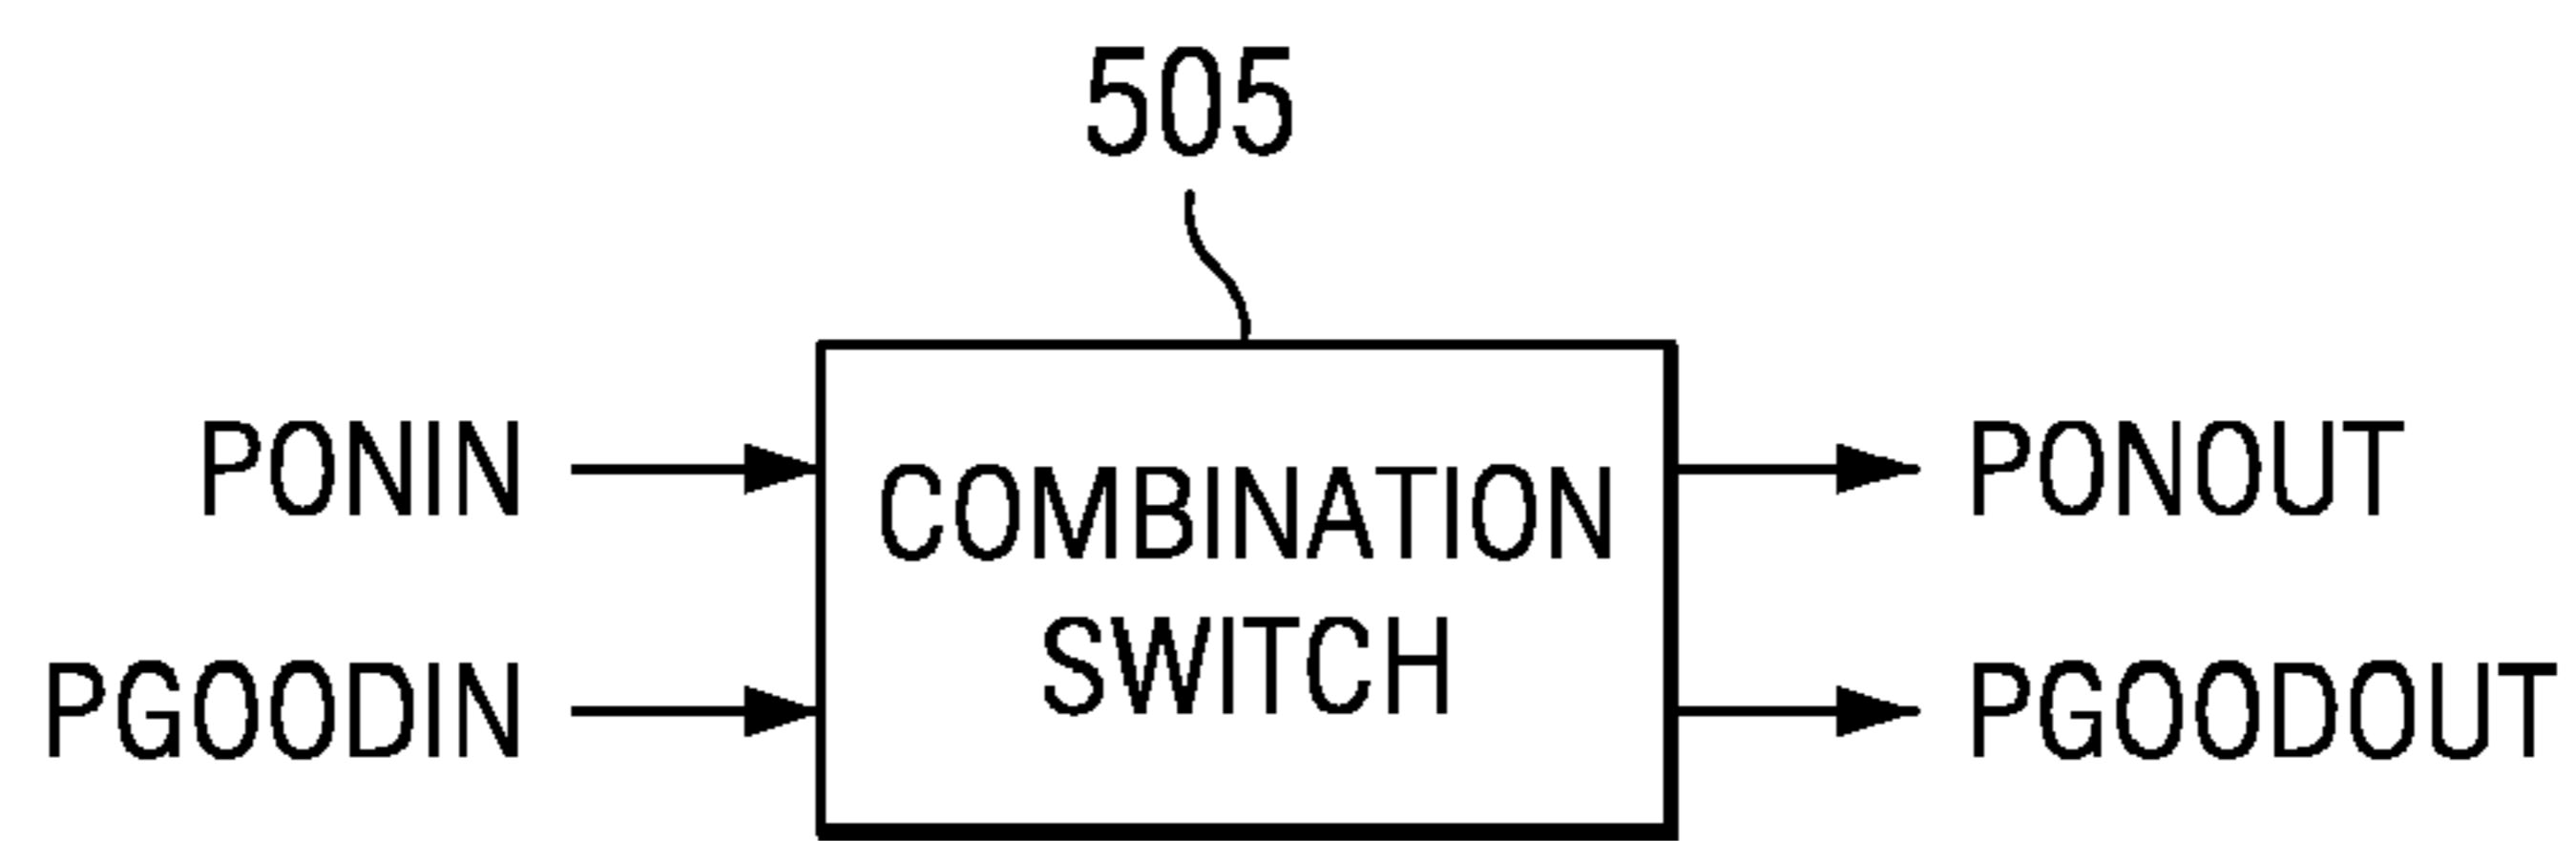 505
PONIN
COMBINATION
SWITCH
PONOUT
PGOODIN
PGOODOUT